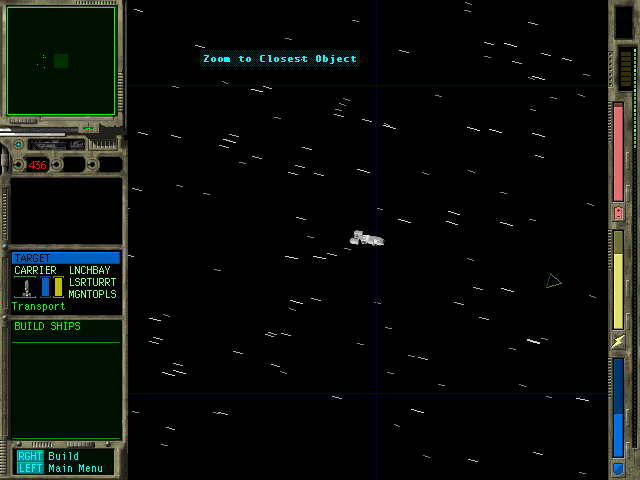 Zoom to Closest Object
436
TARGET
CARRIER LNCHBAY
LSRTURRT
MGNTOPLS
Transport
BUILD SHIPS
RGHT Build
LEFT Main Menu